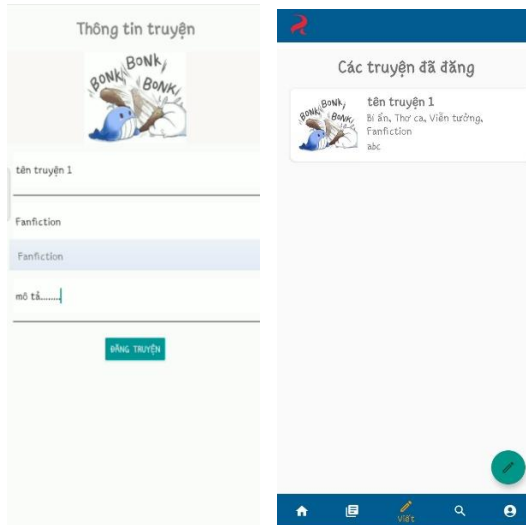 Thông tin truyện
BONK,
BONK,
BONK,
tên truyện 1
Fanfiction
Fanfiction
mô tả........
ĐĂNG TRUYỆN
Các truyện đã đăng
BONK,
BONK,
BONK,
tên truyện 1
Bí ẩn, Thơ ca, Viễn tưởng,
Fanfiction
abc
Viết